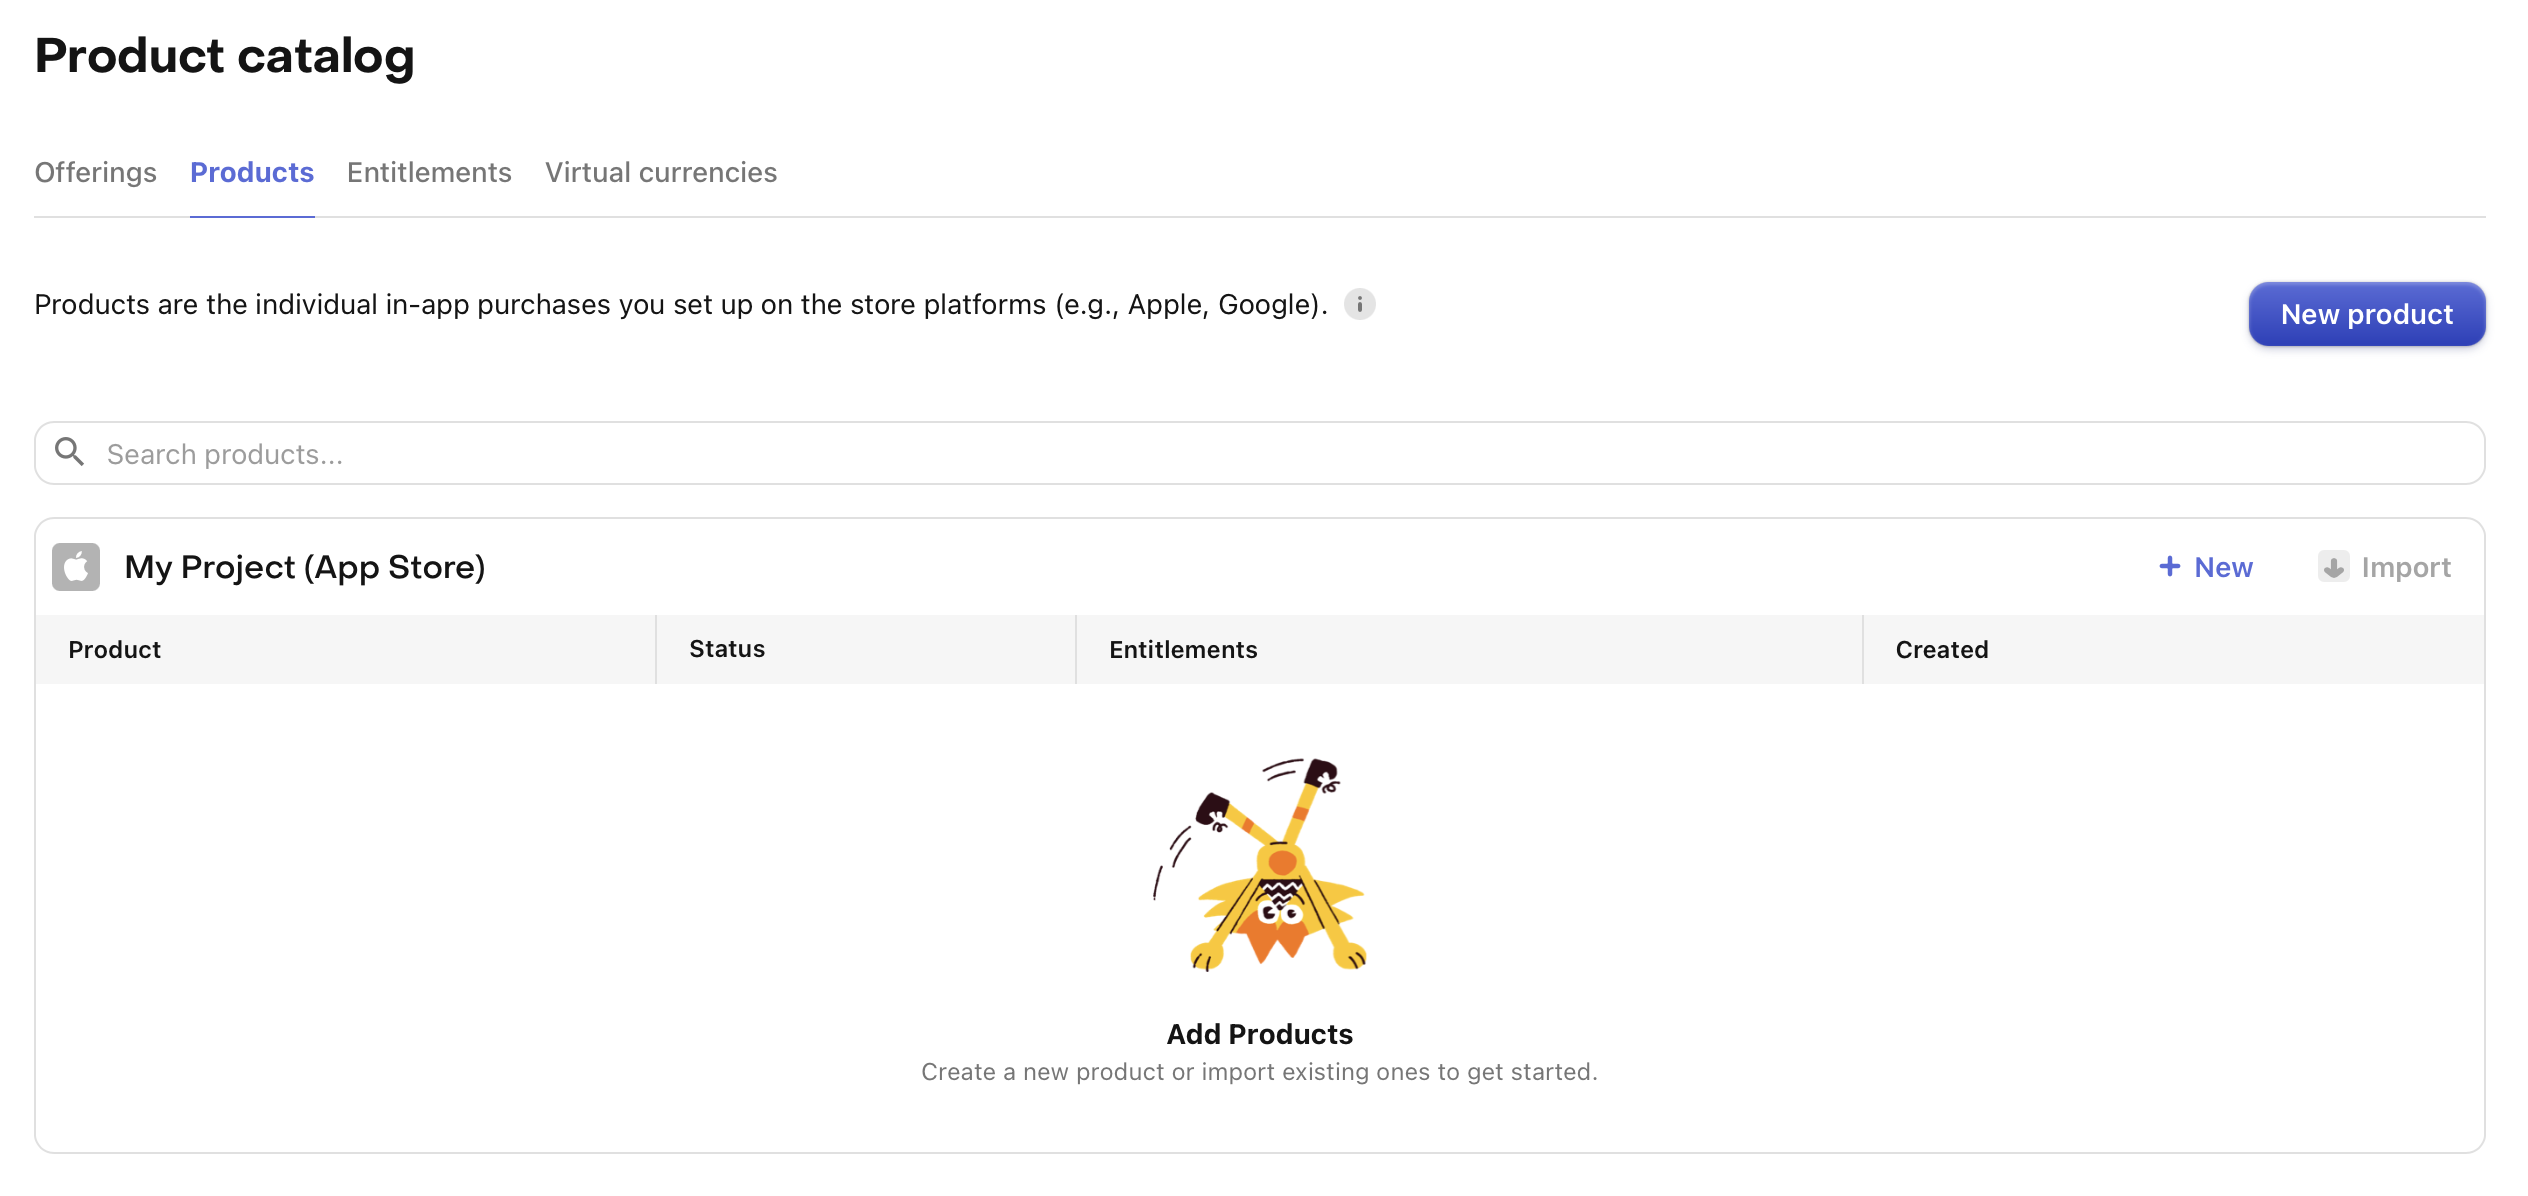 Product catalog
Offerings Products Entitlements Virtual currencies
Products are the individual in-app purchases you set up on the store platforms (e.g., Apple, Google). i
New product
Search products...
My Project (App Store)
+ New Import
Product Status Entitlements Created
Add Products
Create a new product or import existing ones to get started.